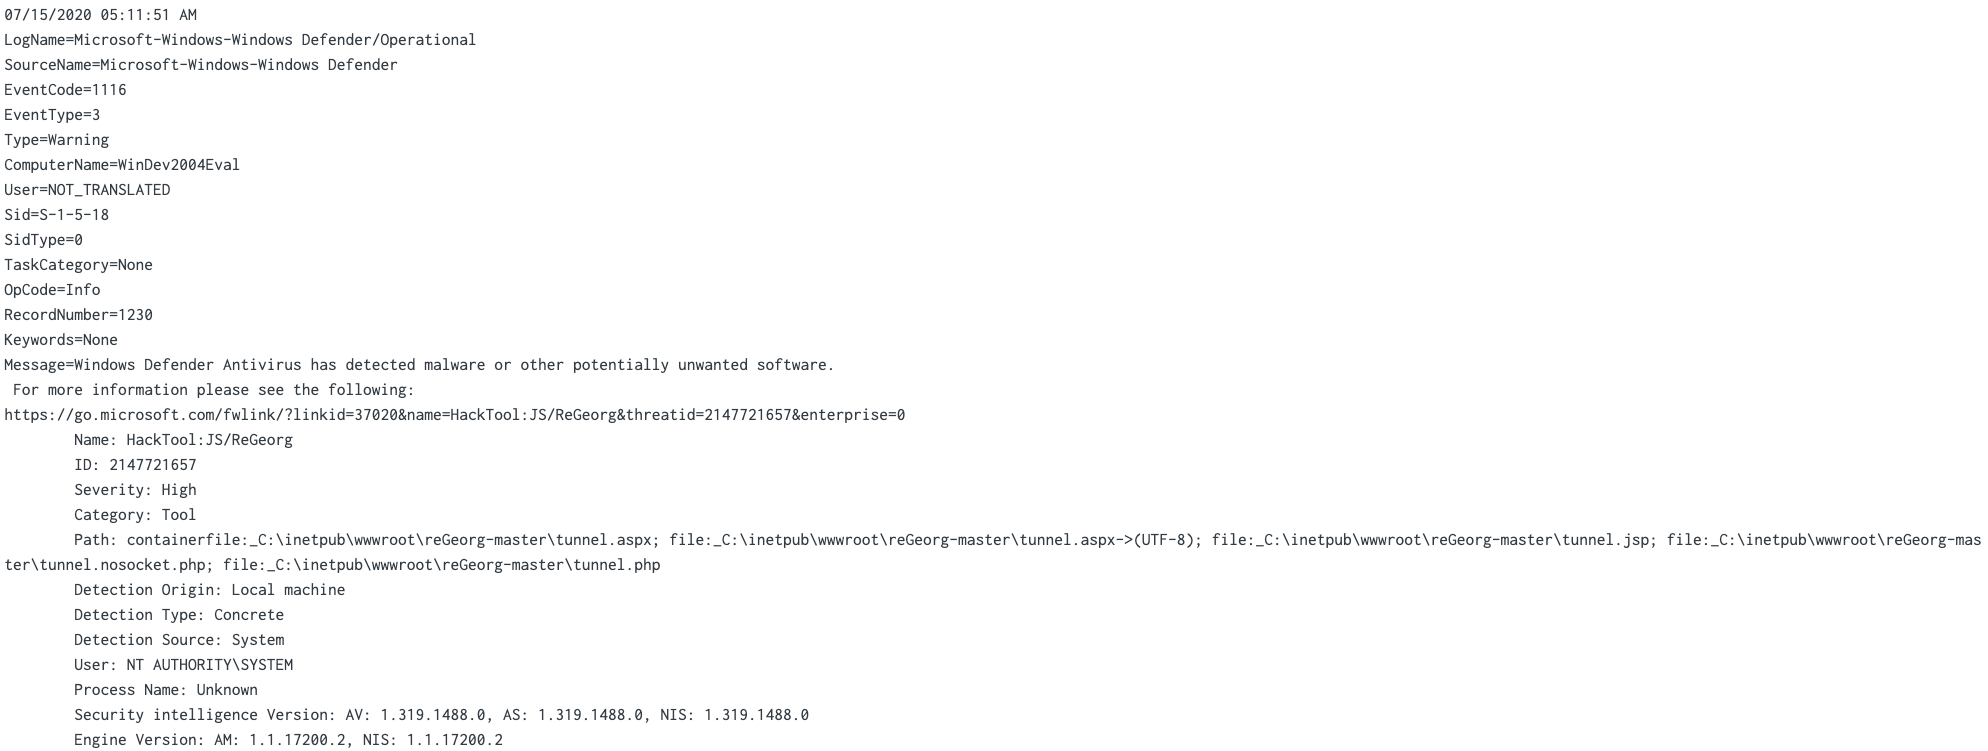 07/15/2020 05:11:51 AM
LogName=Microsoft-Windows-Windows Defender/Operational
SourceName=Microsoft-Windows-Windows Defender
EventCode=1116
EventType=3
Type=Warning
ComputerName=WinDev2004Eval
User=NOT_TRANSLATED
Sid=S-1-5-18
SidType=0
TaskCategory=None
OpCode=Info
RecordNumber=1230
Keywords=None
Message=Windows Defender Antivirus has detected malware or other potentially unwanted software.
 For more information please see the following:
https://go.microsoft.com/fwlink/?linkid=37020&name=HackTool:JS/ReGeorg&threatid=2147721657&enterprise=0
        Name: HackTool:JS/ReGeorg
        ID: 2147721657
        Severity: High
        Category: Tool
        Path: containerfile:_C:\inetpub\wwwroot\reGeorg-master\tunnel.aspx; file:_C:\inetpub\wwwroot\reGeorg-master\tunnel.aspx->(UTF-8); file:_C:\inetpub\wwwroot\reGeorg-master\tunnel.jsp; file:_C:\inetpub\wwwroot\reGeorg-mas
ter\tunnel.nosocket.php; file:_C:\inetpub\wwwroot\reGeorg-master\tunnel.php
        Detection Origin: Local machine
        Detection Type: Concrete
        Detection Source: System
        User: NT AUTHORITY\SYSTEM
        Process Name: Unknown
        Security intelligence Version: AV: 1.319.1488.0, AS: 1.319.1488.0, NIS: 1.319.1488.0
        Engine Version: AM: 1.1.17200.2, NIS: 1.1.17200.2